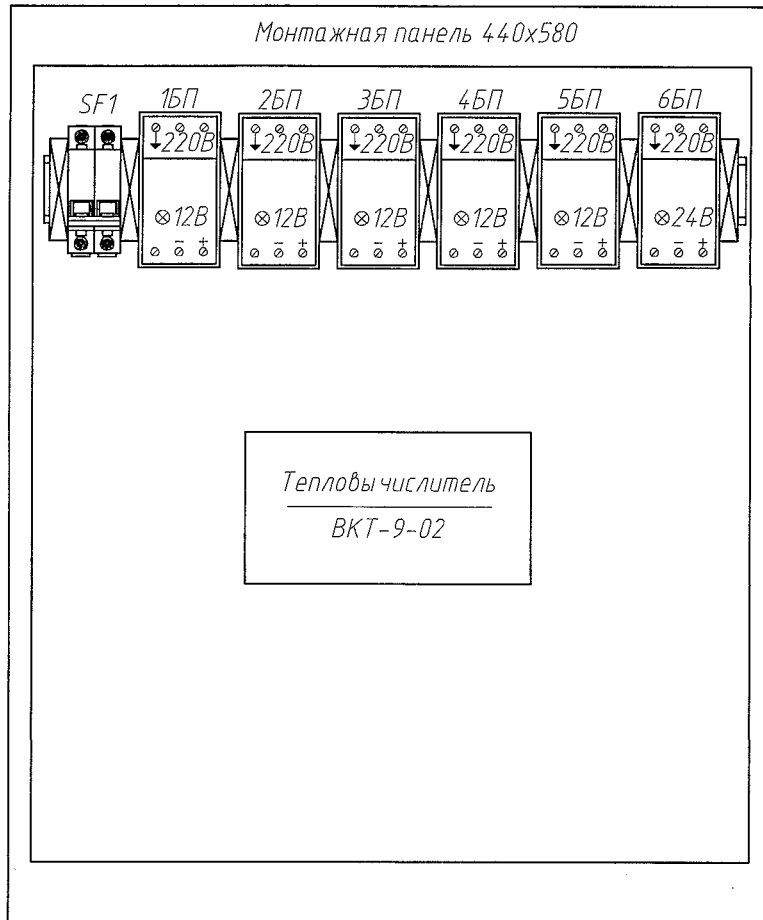 Монтажная панель 440х580
SF1 1БП 2БП 3БП 4БП 5БП 6БП
220В 220В 220В 220В 220В 220В
12В 12В 12В 12В 12В 24В
- + - + - + - + - + - +
Тепловычислитель
ВКТ-9-02